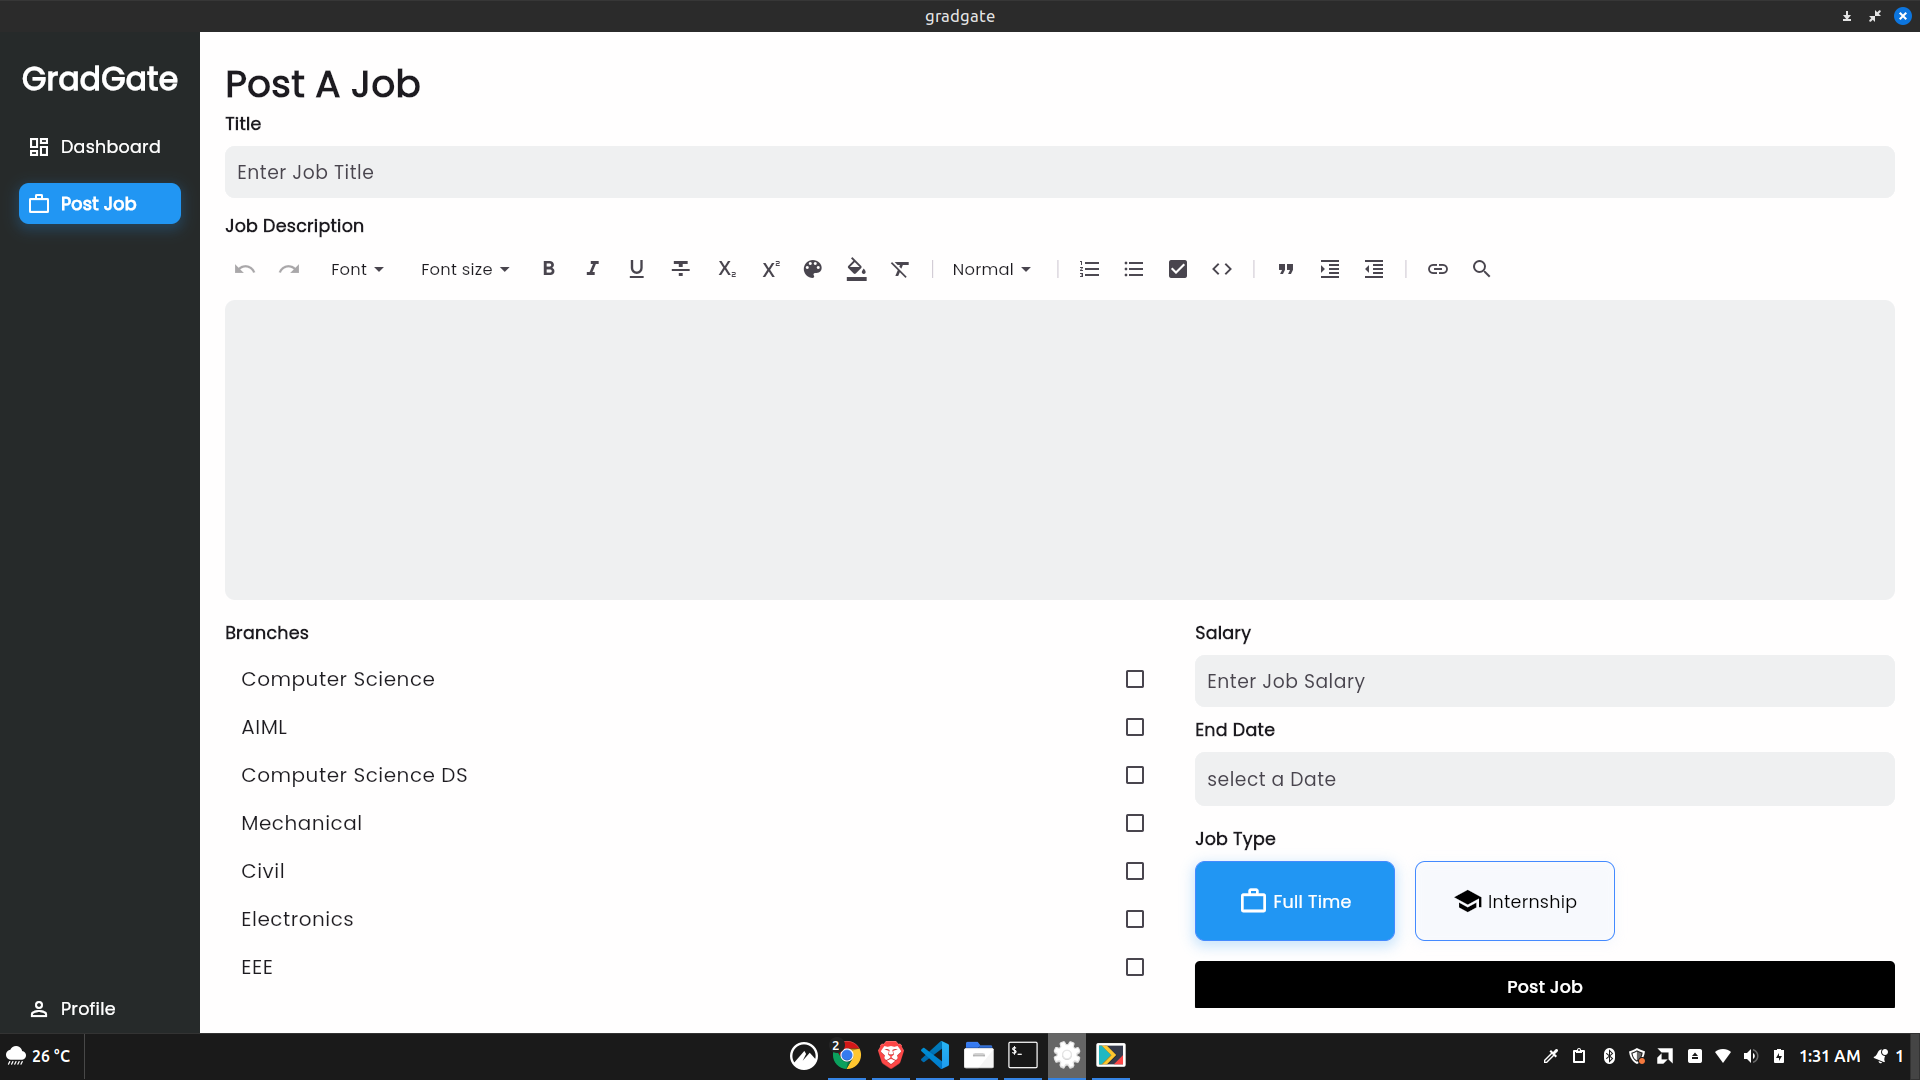 gradgate
GradGate
Dashboard
Post Job
Profile
Post A Job
Title
Enter Job Title
Job Description
Font Font size B I U X₂ X² Normal
Branches
Computer Science
AIML
Computer Science DS
Mechanical
Civil
Electronics
EEE
Salary
Enter Job Salary
End Date
select a Date
Job Type
Full Time Internship
Post Job
26 °C
2
1:31 AM 1